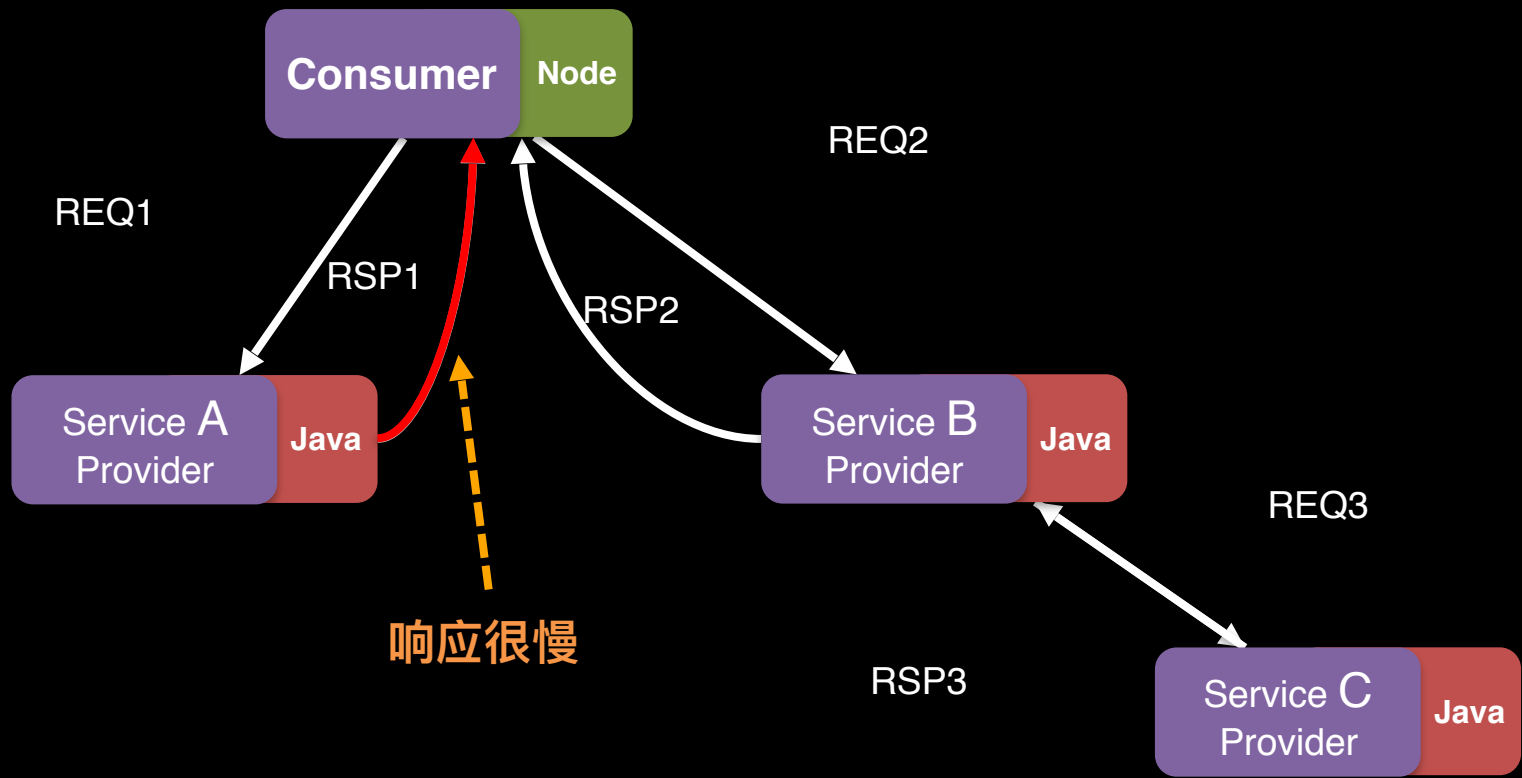 Consumer
Node
REQ2
REQ1
RSP1
RSP2
Service A
Provider
Java
Service B
Provider
Java
REQ3
响应很慢
RSP3
Service C
Provider
Java